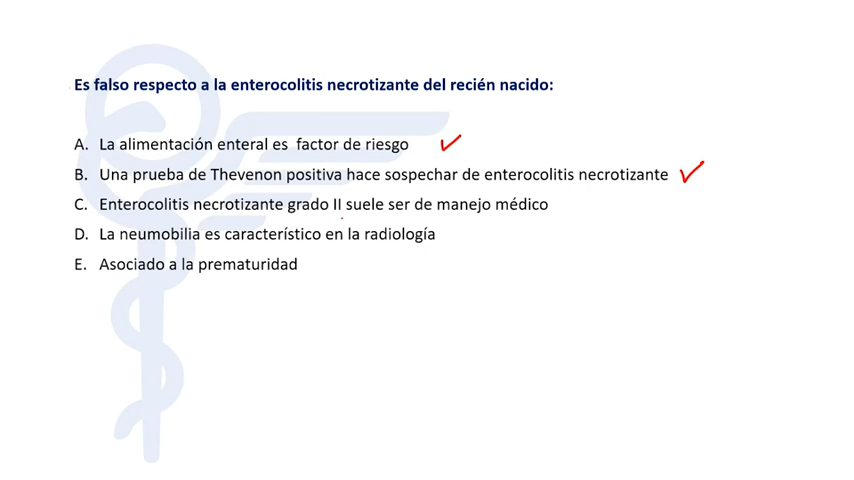 Es falso respecto a la enterocolitis necrotizante del recién nacido:
A. La alimentación enteral es factor de riesgo
B. Una prueba de Thevenon positiva hace sospechar de enterocolitis necrotizante
C. Enterocolitis necrotizante grado II suele ser de manejo médico
D. La neumobilia es característico en la radiología
E. Asociado a la prematuridad